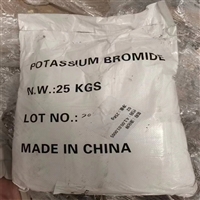 POTASSIUM BROMIDE
N.W.:25 KGS
LOT NO.:
MADE IN CHINA